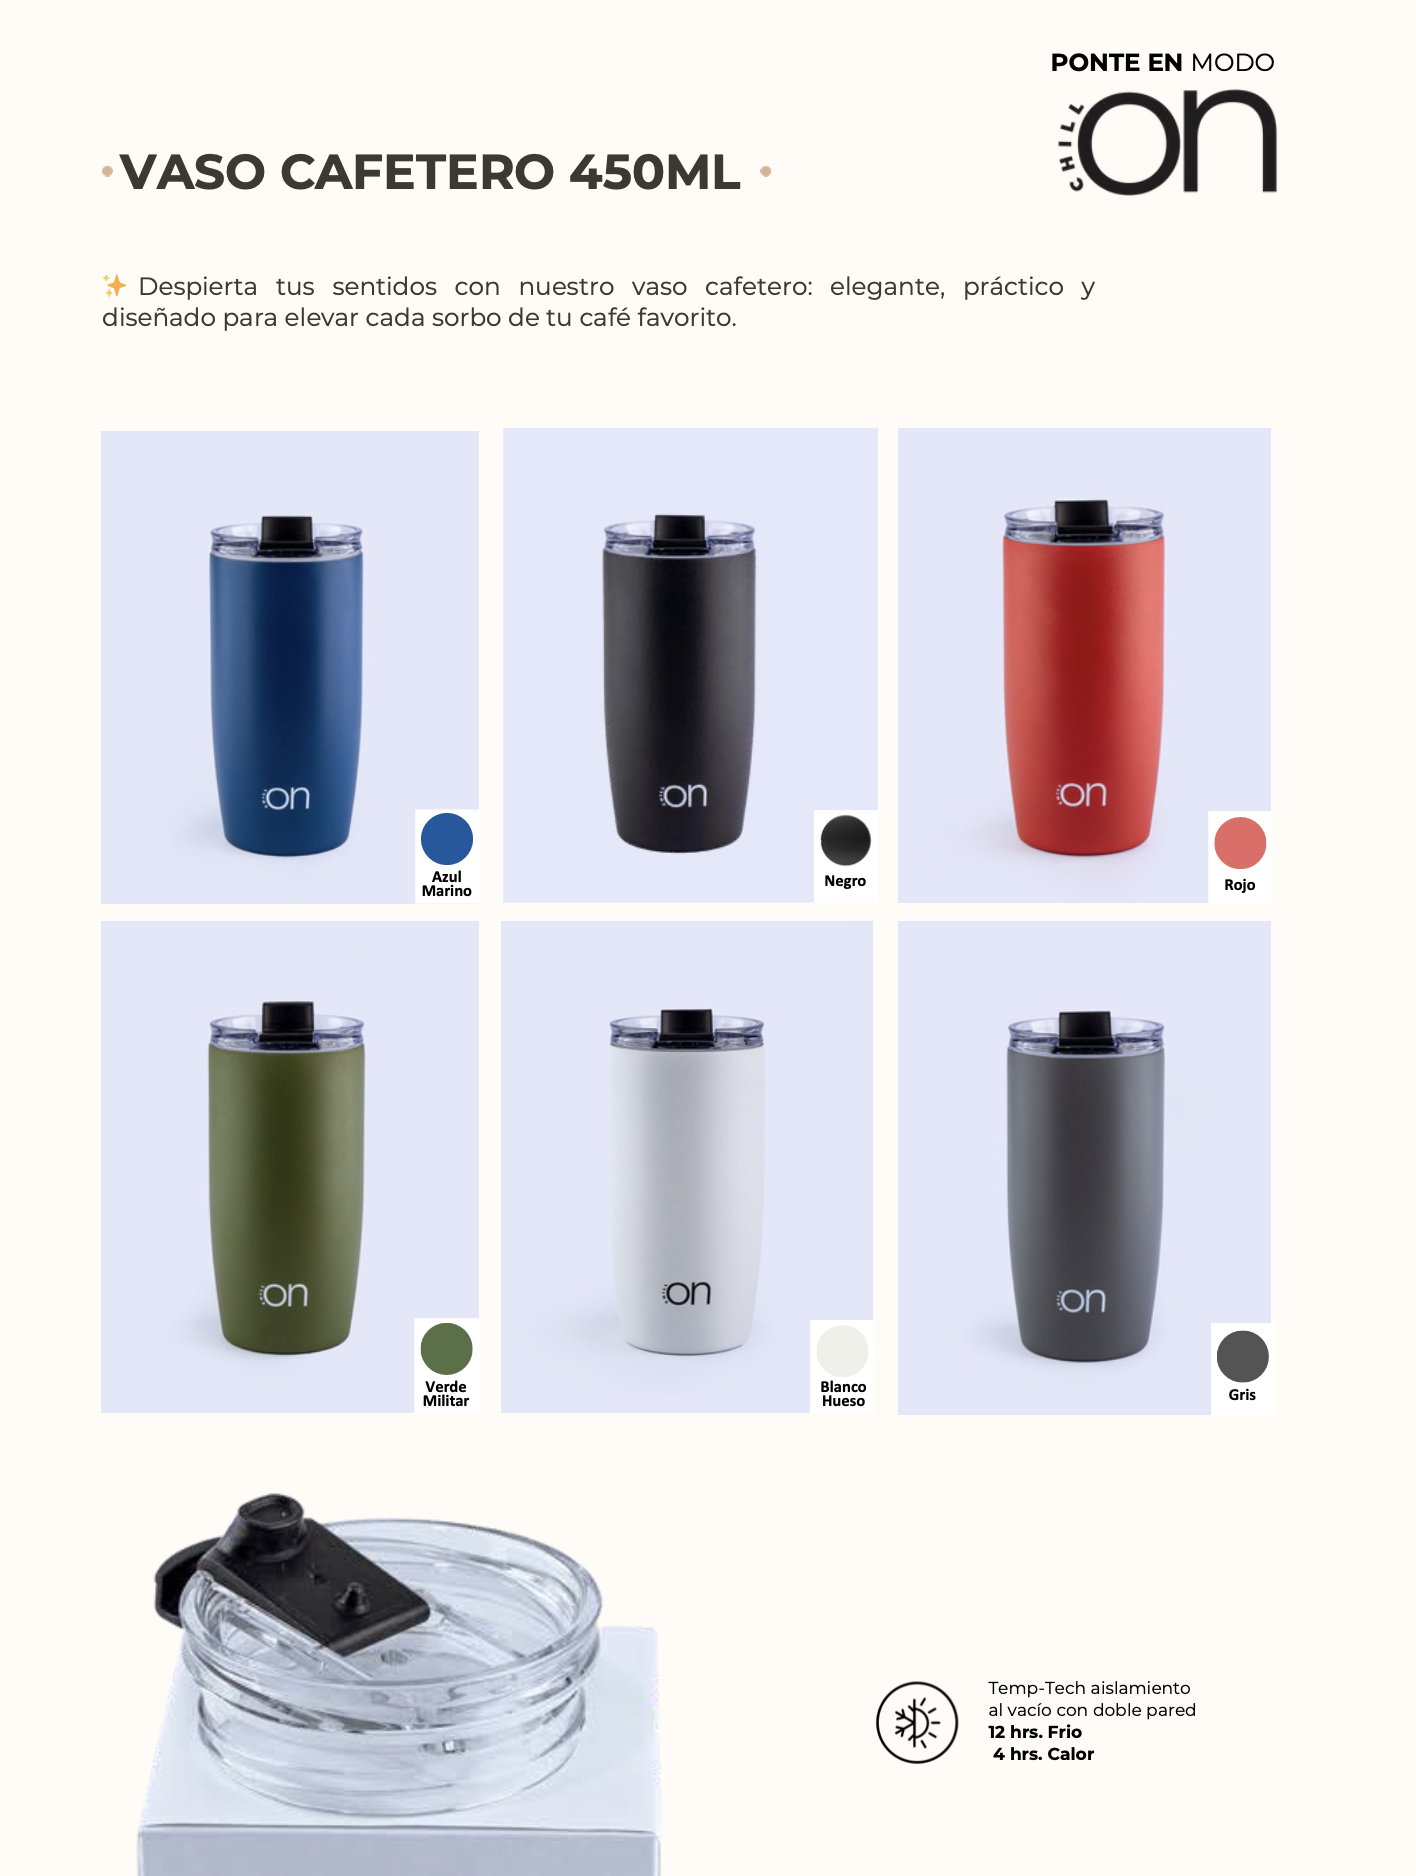 PONTE EN MODO
CHILL
on
VASO CAFETERO 450ML
✨ Despierta tus sentidos con nuestro vaso cafetero: elegante, práctico y
diseñado para elevar cada sorbo de tu café favorito.
on
Azul
Marino
on
Negro
on
Rojo
on
Verde
Militar
on
Blanco
Hueso
on
Gris
Temp-Tech aislamiento
al vacío con doble pared
12 hrs. Frio
4 hrs. Calor